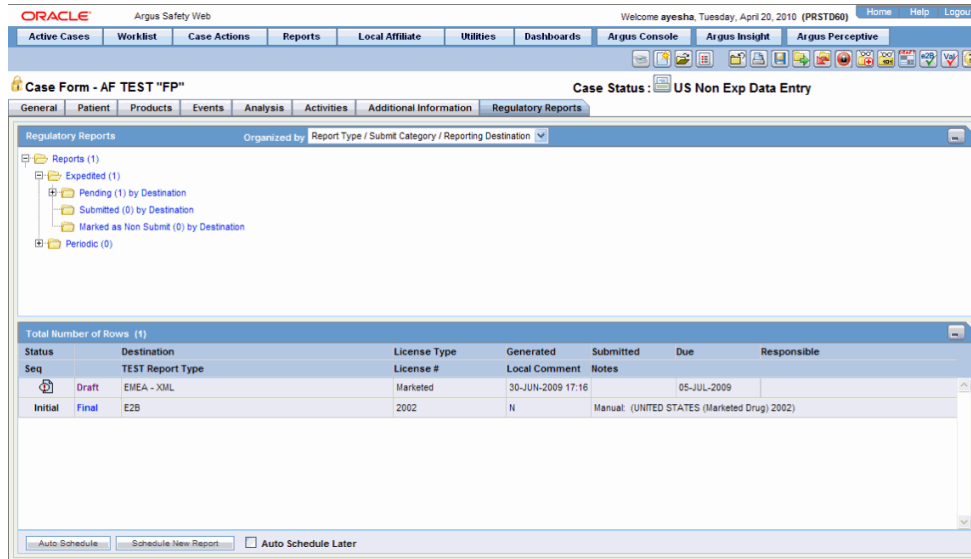 ORACLE Argus Safety Web Welcome ayesha, Tuesday, April 20, 2010 (PRSTD60) Home Help Logout
Active Cases Worklist Case Actions Reports Local Affiliate Utilities Dashboards Argus Console Argus Insight Argus Perceptive
Case Form - AF TEST "FP" Case Status : US Non Exp Data Entry
General Patient Products Events Analysis Activities Additional Information Regulatory Reports
Regulatory Reports Organized by Report Type / Submit Category / Reporting Destination
Reports (1)
Expedited (1)
Pending (1) by Destination
Submitted (0) by Destination
Marked as Non Submit (0) by Destination
Periodic (0)
Total Number of Rows (1)
Status Destination License Type Generated Submitted Due Responsible
Seq TEST Report Type License # Local Comment Notes
Draft EMEA - XML Marketed 30-JUN-2009 17:16 05-JUL-2009
Initial Final E2B 2002 N Manual: (UNITED STATES (Marketed Drug) 2002)
Auto Schedule Schedule New Report Auto Schedule Later